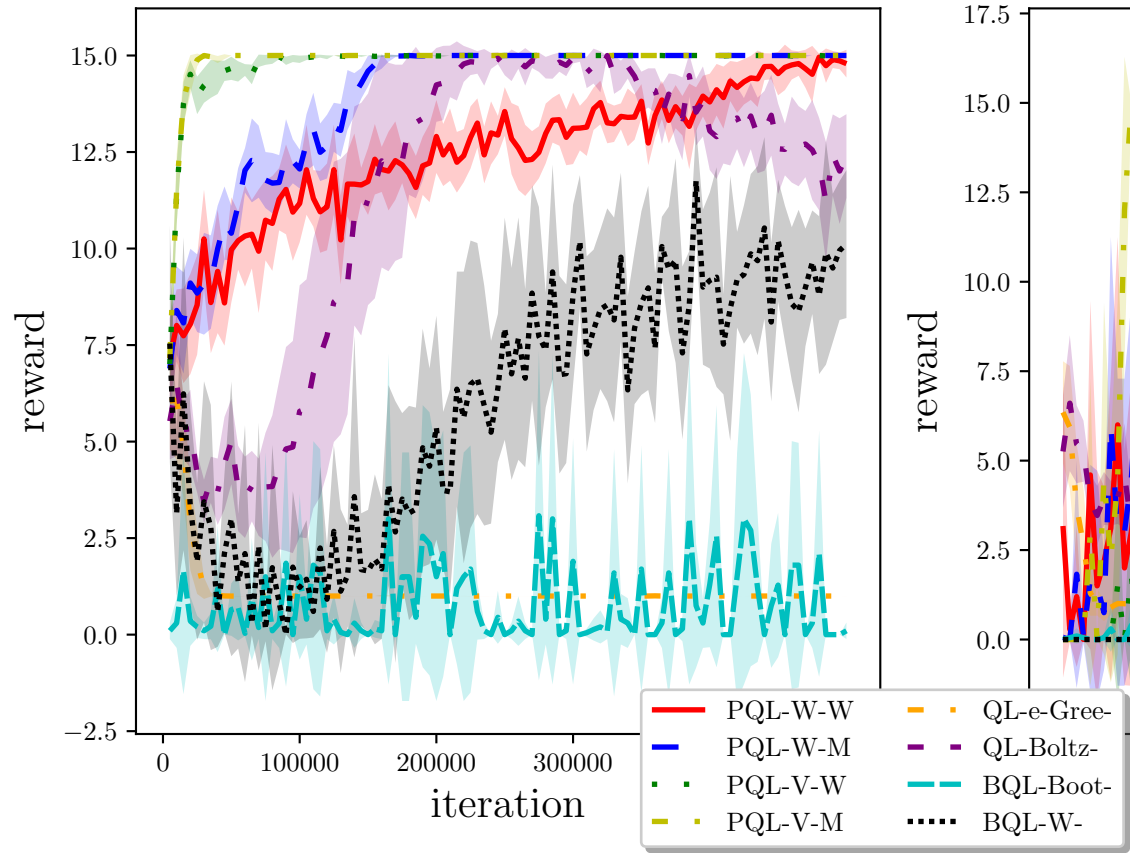 15.0
12.5
10.0
7.5
5.0
2.5
0.0
−2.5
reward
0
100000
200000
300000
iteration
17.5
15.0
12.5
10.0
7.5
5.0
2.5
0.0
reward
PQL-W-W
PQL-W-M
PQL-V-W
PQL-V-M
QL-e-Gree-
QL-Boltz-
BQL-Boot-
BQL-W-